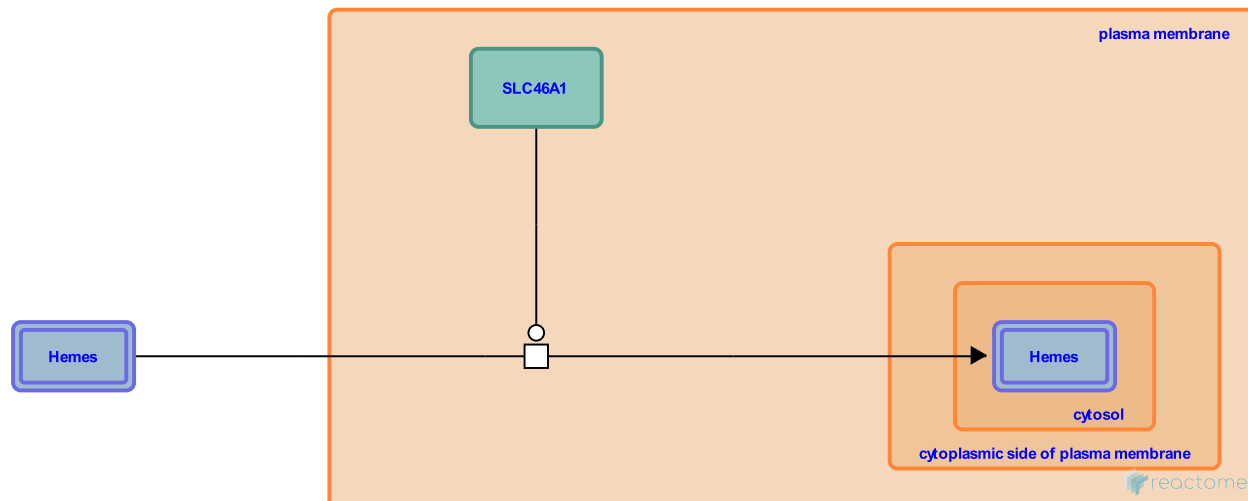 plasma membrane
SLC46A1
Hemes
Hemes
cytosol
cytoplasmic side of plasma membrane
reactome